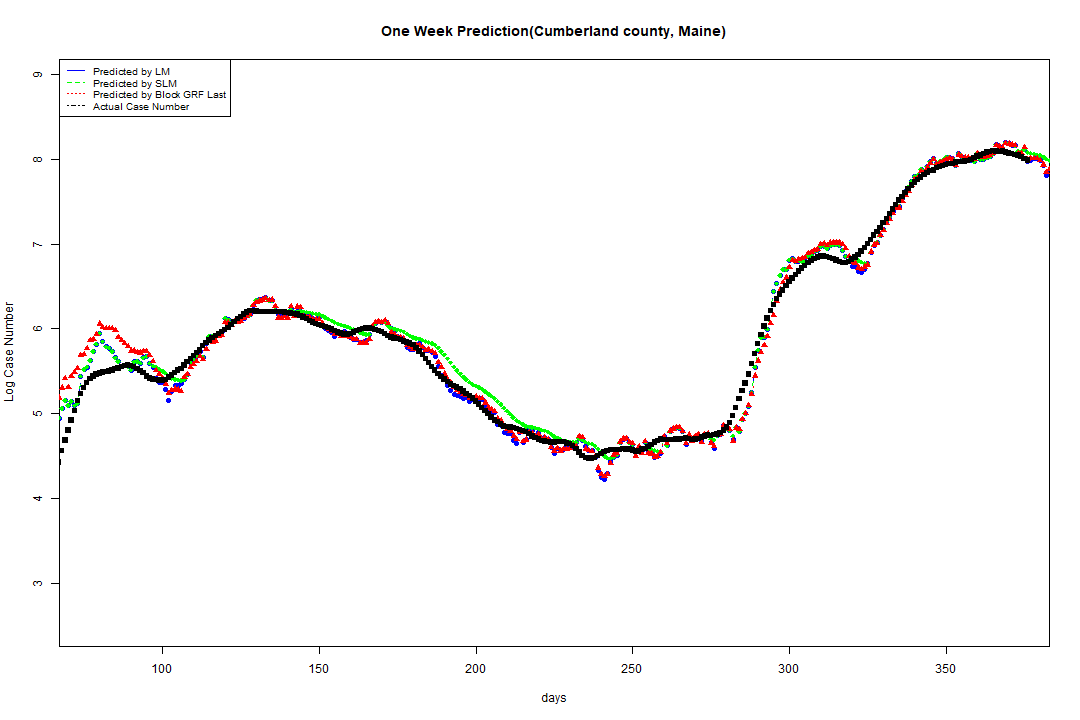 One Week Prediction(Cumberland county, Maine)
Predicted by LM
Predicted by SLM
Predicted by Block GRF Last
Actual Case Number
9
8
7
6
5
4
3
Log Case Number
100 150 200 250 300 350
days